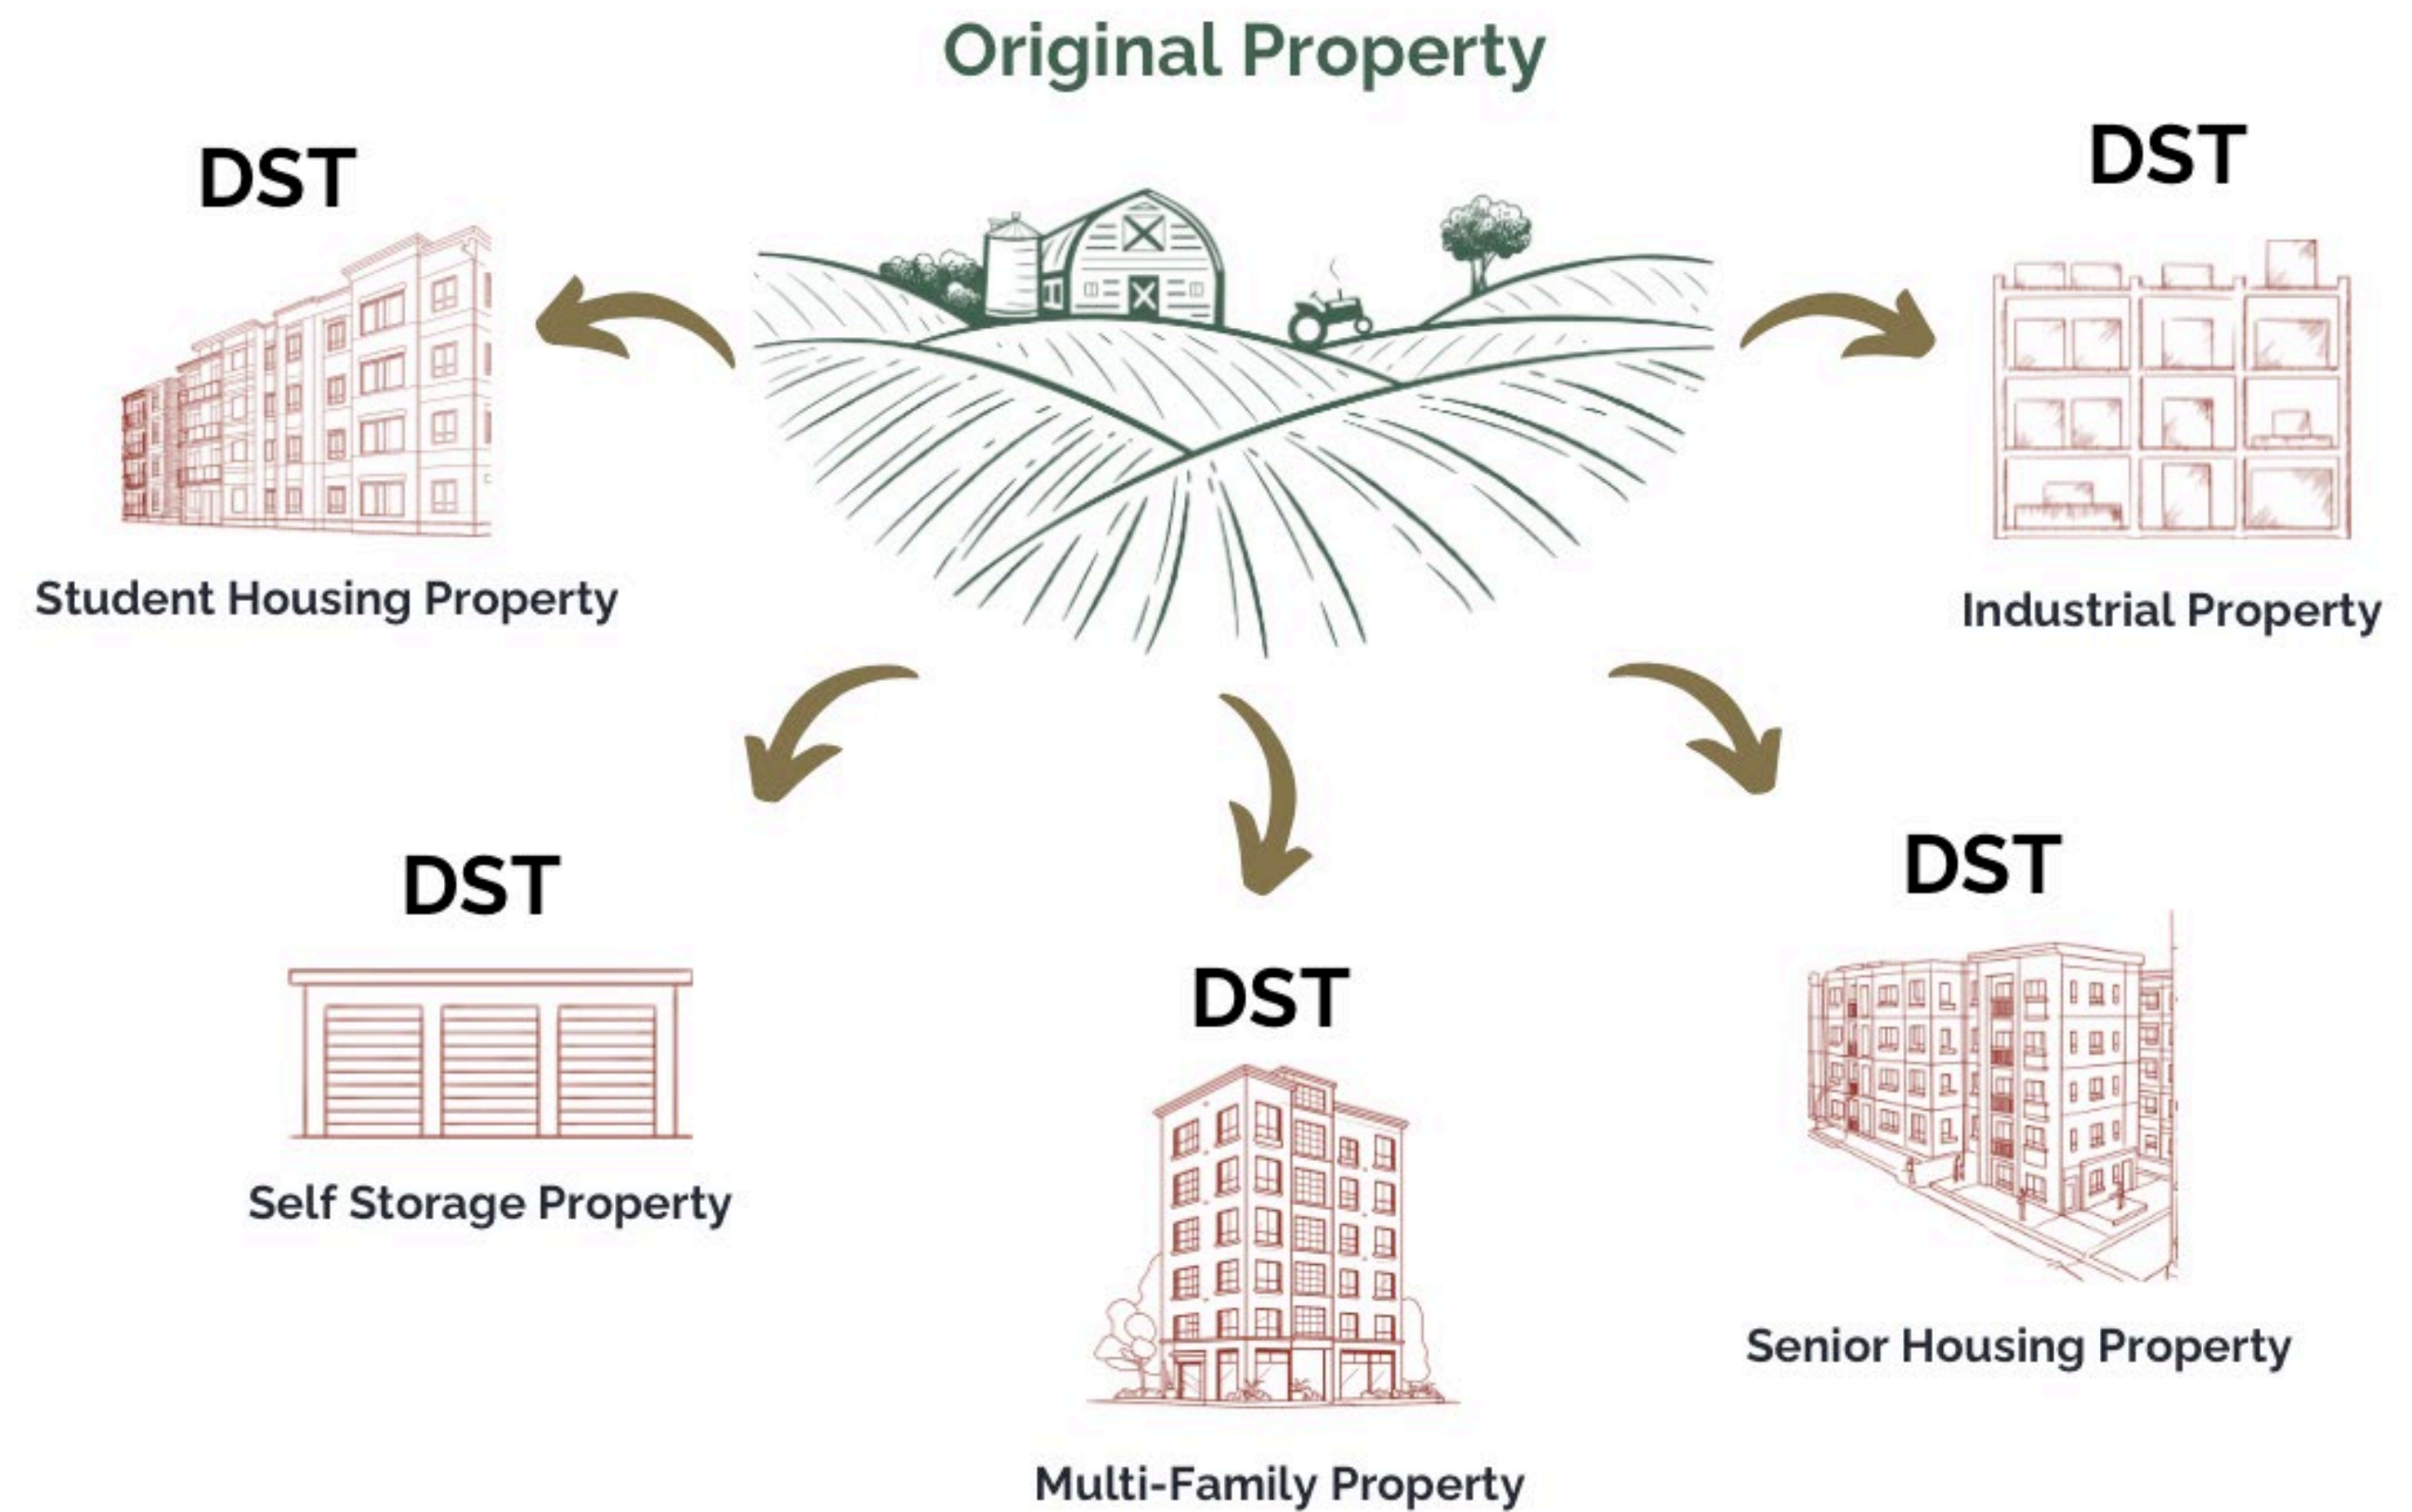 Original Property
DST
Student Housing Property
DST
Industrial Property
DST
Self Storage Property
DST
Multi-Family Property
DST
Senior Housing Property